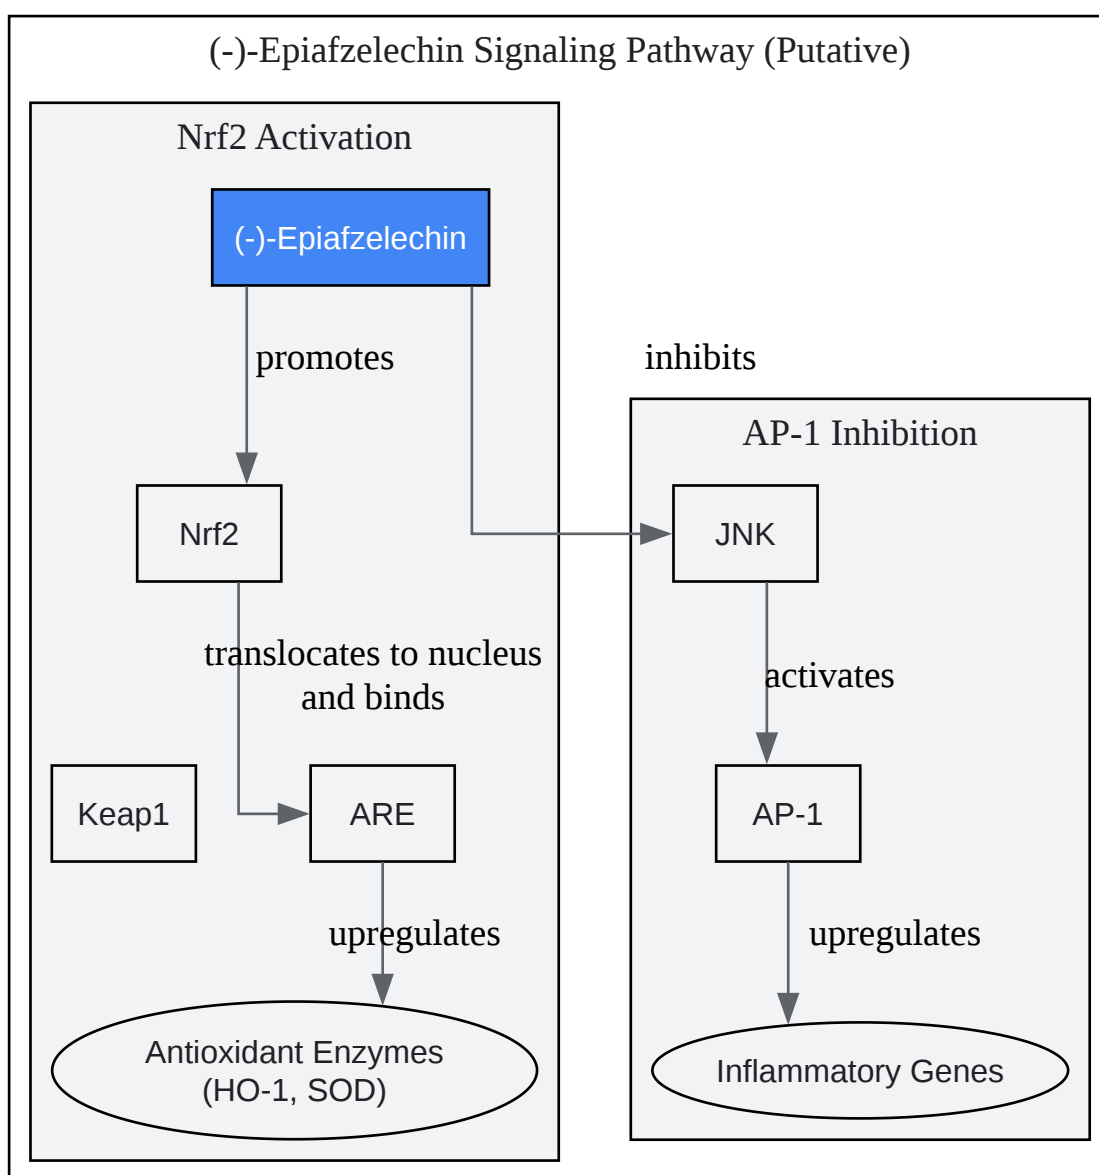 (-)-Epiafzelechin Signaling Pathway (Putative)
Nrf2 Activation
(-)-Epiafzelechin
promotes
inhibits
AP-1 Inhibition
Nrf2
JNK
translocates to nucleus
and binds
activates
Keap1
ARE
AP-1
upregulates
upregulates
Antioxidant Enzymes
(HO-1, SOD)
Inflammatory Genes